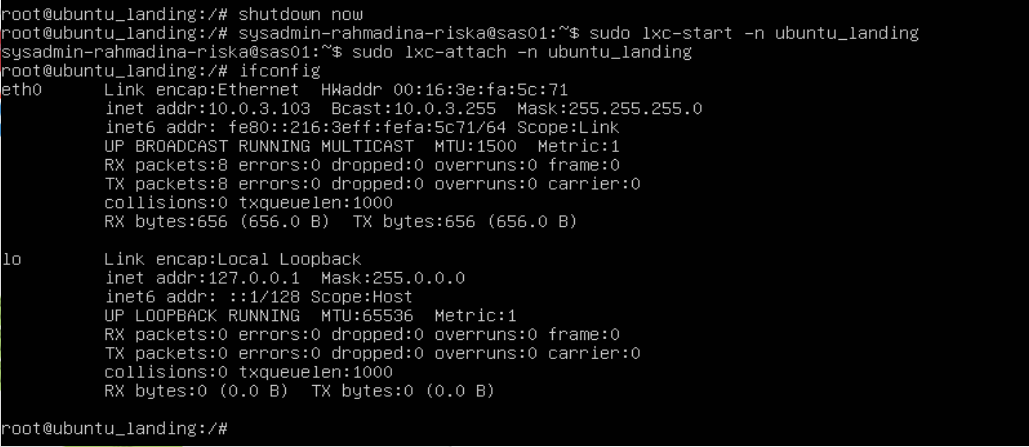 root@ubuntu_landing:/# shutdown now
root@ubuntu_landing:/# sysadmin-rahmadina-riska@sas01:~$ sudo lxc-start -n ubuntu_landing
sysadmin-rahmadina-riska@sas01:~$ sudo lxc-attach -n ubuntu_landing
root@ubuntu_landing:/# ifconfig
eth0      Link encap:Ethernet  HWaddr 00:16:3e:fa:5c:71
          inet addr:10.0.3.103  Bcast:10.0.3.255  Mask:255.255.255.0
          inet6 addr: fe80::216:3eff:fefa:5c71/64 Scope:Link
          UP BROADCAST RUNNING MULTICAST  MTU:1500  Metric:1
          RX packets:8 errors:0 dropped:0 overruns:0 frame:0
          TX packets:8 errors:0 dropped:0 overruns:0 carrier:0
          collisions:0 txqueuelen:1000
          RX bytes:656 (656.0 B)  TX bytes:656 (656.0 B)

lo        Link encap:Local Loopback
          inet addr:127.0.0.1  Mask:255.0.0.0
          inet6 addr: ::1/128 Scope:Host
          UP LOOPBACK RUNNING  MTU:65536  Metric:1
          RX packets:0 errors:0 dropped:0 overruns:0 frame:0
          TX packets:0 errors:0 dropped:0 overruns:0 carrier:0
          collisions:0 txqueuelen:1000
          RX bytes:0 (0.0 B)  TX bytes:0 (0.0 B)

root@ubuntu_landing:/#